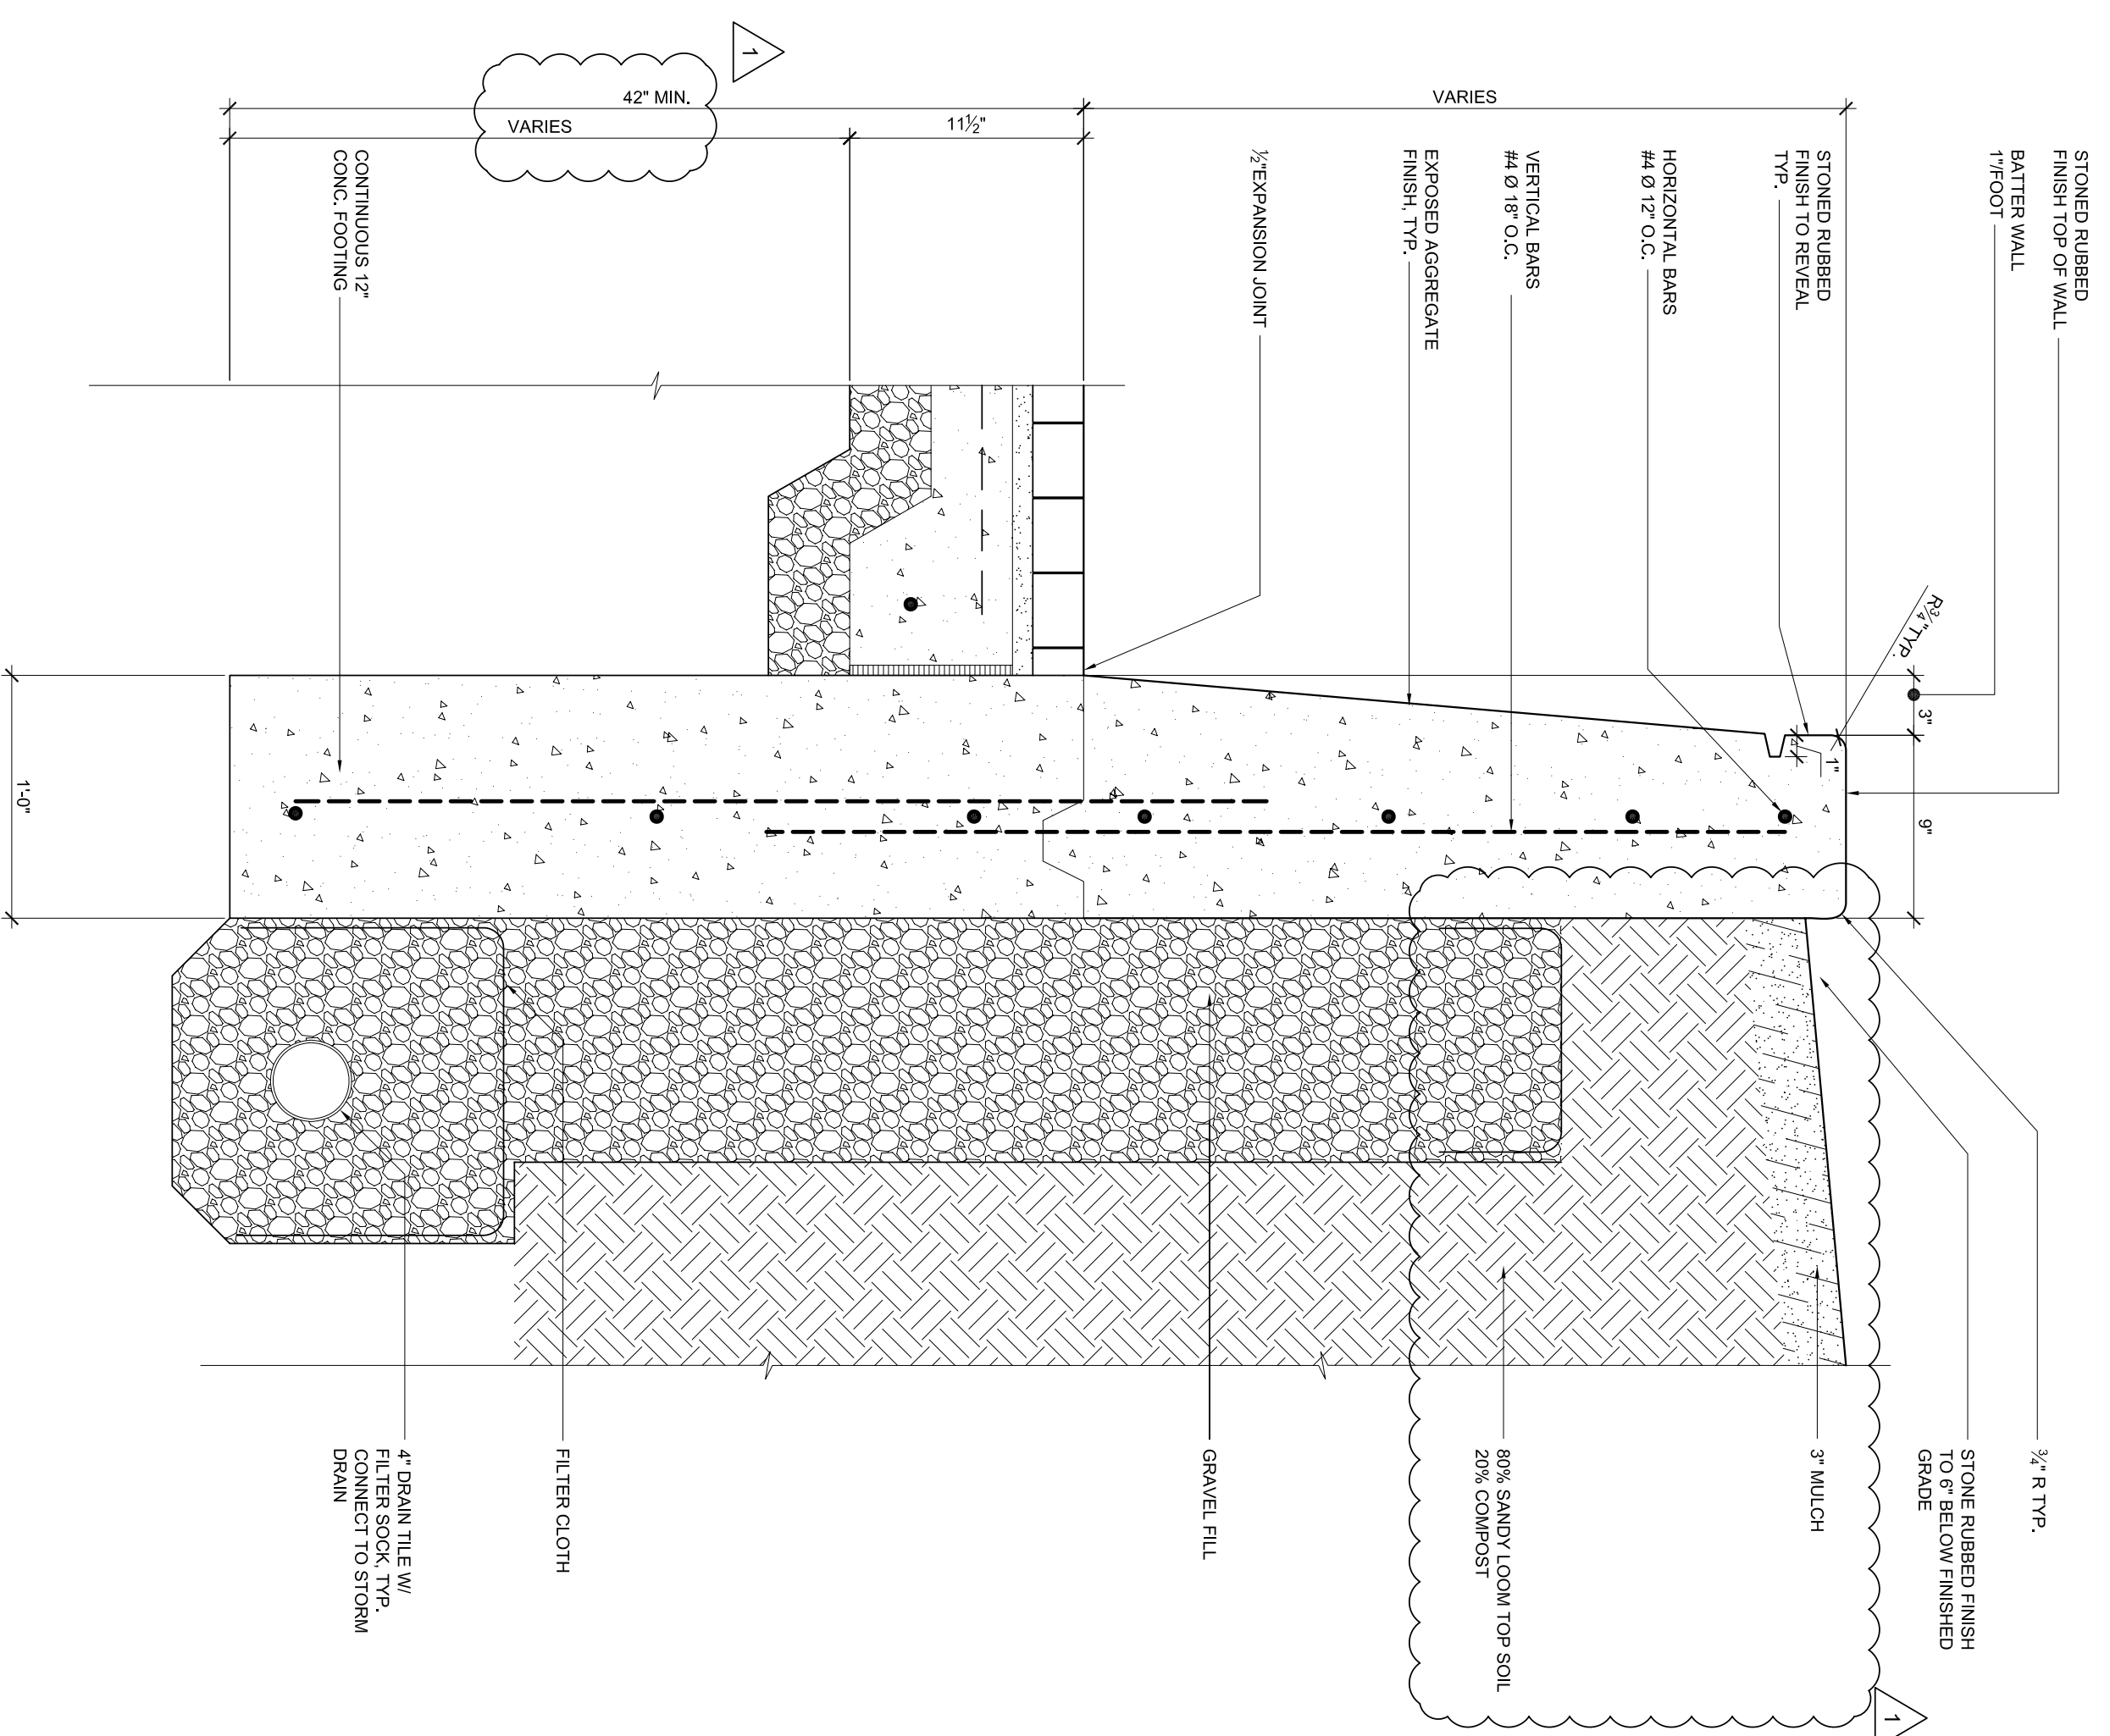 STONED RUBBED
FINISH TOP OF WALL
BATTER WALL
1"/FOOT
STONED RUBBED
FINISH TO REVEAL
TYP.
HORIZONTAL BARS
#4 Ø 12" O.C.
VERTICAL BARS
#4 Ø 18" O.C.
EXPOSED AGGREGATE
FINISH, TYP.
½"EXPANSION JOINT
CONTINUOUS 12"
CONC. FOOTING
VARIES
42" MIN.
11½"
VARIES
1
R¾" TYP.
3"
9"
1"
1'-0"
¾" R TYP.
STONE RUBBED FINISH
TO 6" BELOW FINISHED
GRADE
3" MULCH
80% SANDY LOOM TOP SOIL
20% COMPOST
GRAVEL FILL
FILTER CLOTH
4" DRAIN TILE W/
FILTER SOCK, TYP.
CONNECT TO STORM
DRAIN
1